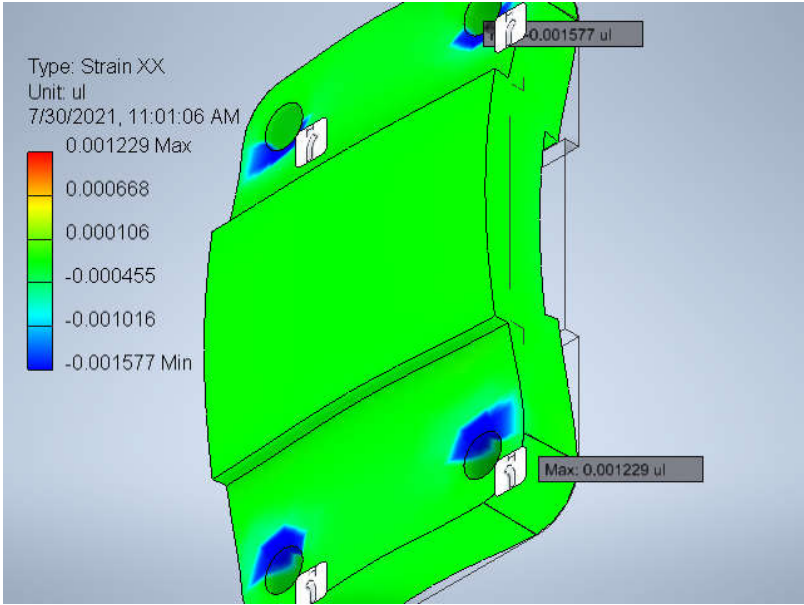 -0.001577 ul
Type: Strain XX
Unit: ul
7/30/2021, 11:01:06 AM
0.001229 Max
0.000668
0.000106
-0.000455
-0.001016
-0.001577 Min
Max: 0.001229 ul